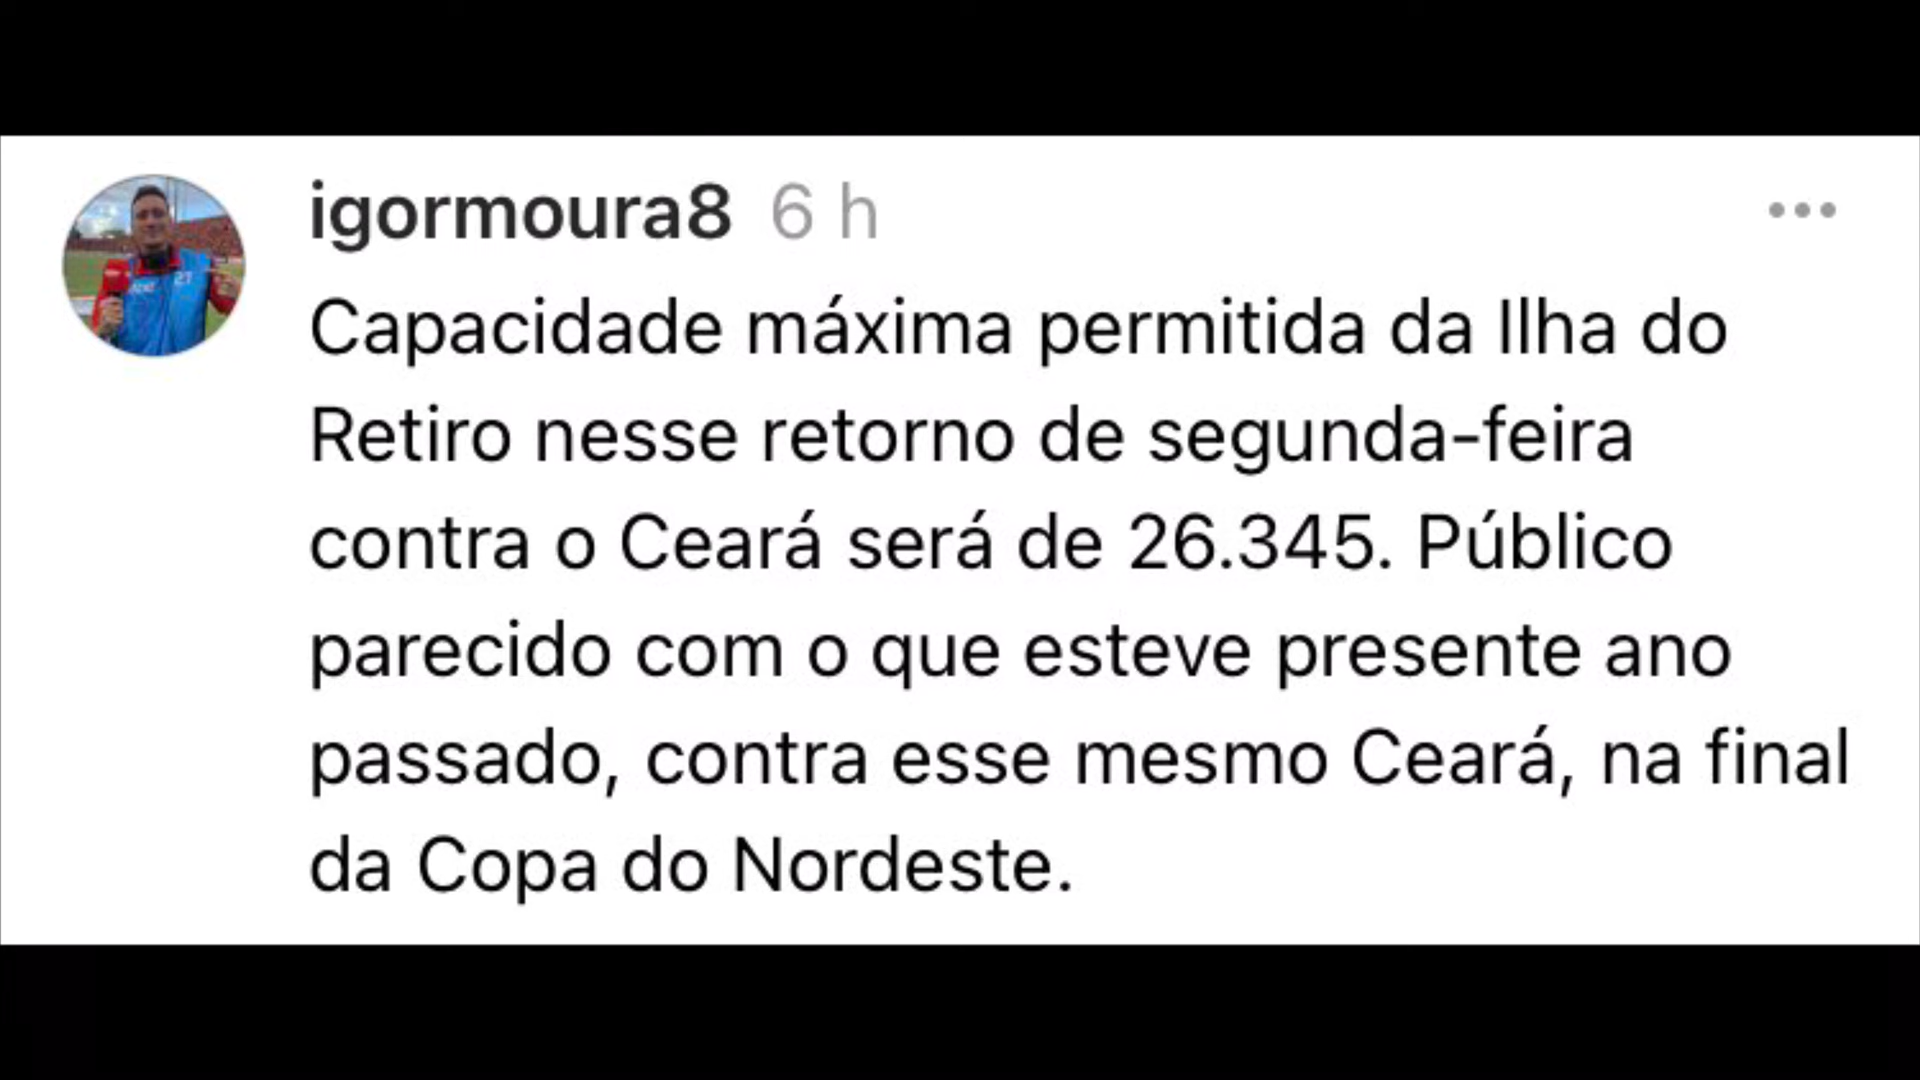 igormoura8 6 h
Capacidade máxima permitida da Ilha do
Retiro nesse retorno de segunda-feira
contra o Ceará será de 26.345. Público
parecido com o que esteve presente ano
passado, contra esse mesmo Ceará, na final
da Copa do Nordeste.